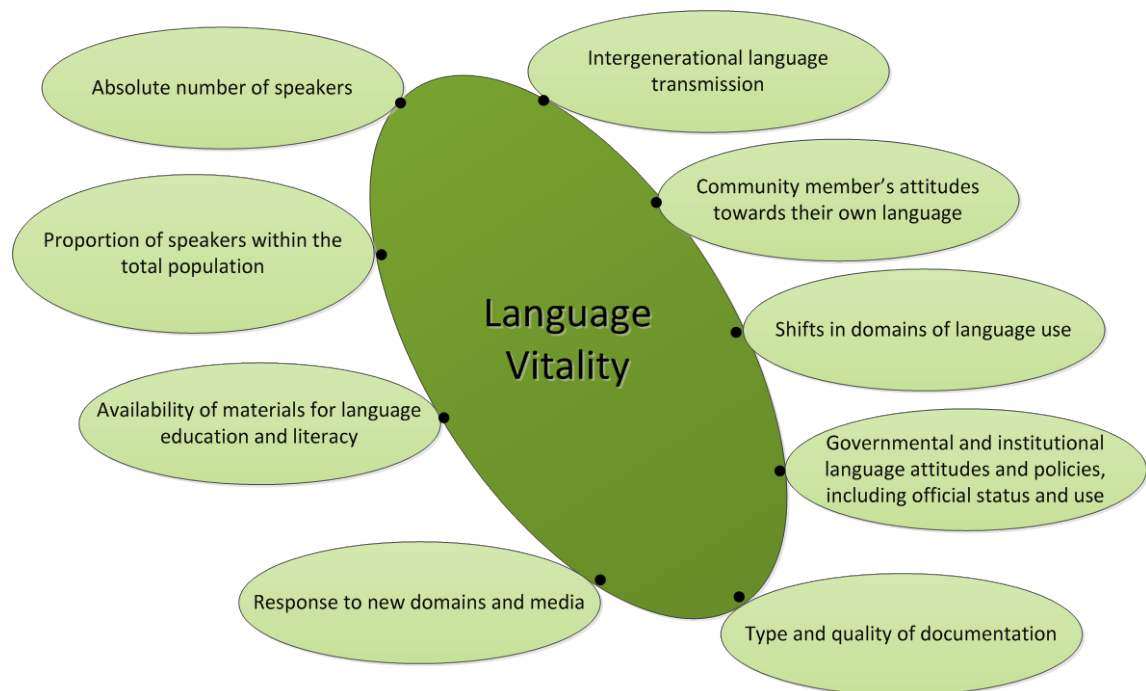 Absolute number of speakers
Intergenerational language
transmission
Community member’s attitudes
towards their own language
Proportion of speakers within the
total population
Language
Vitality
Shifts in domains of language use
Availability of materials for language
education and literacy
Governmental and institutional
language attitudes and policies,
including official status and use
Response to new domains and media
Type and quality of documentation